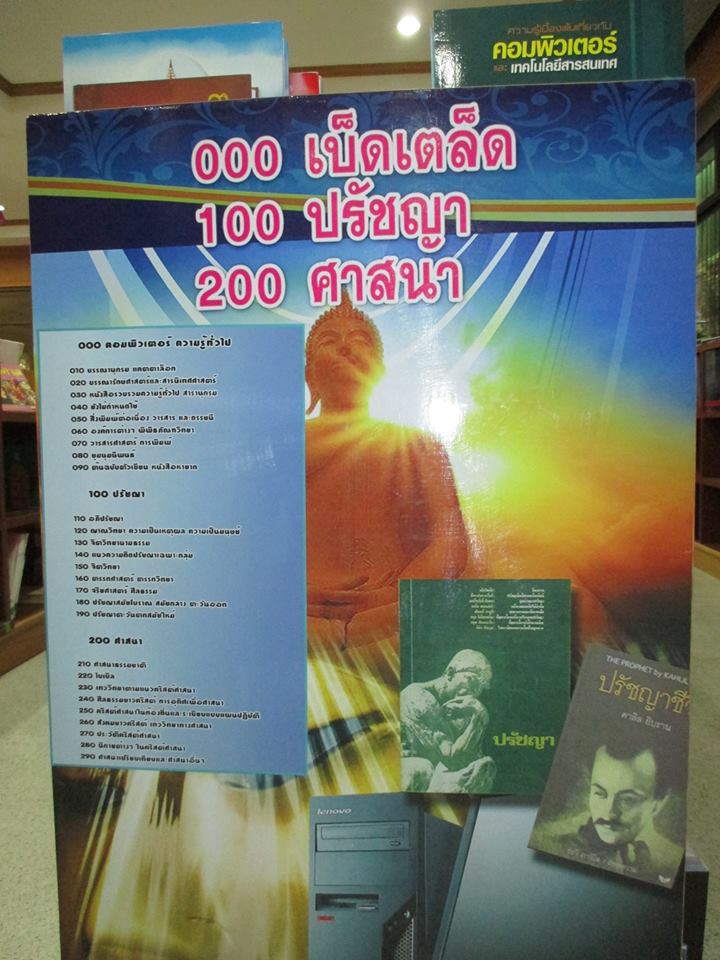 ความรู้เบื้องต้นเกี่ยวกับ
คอมพิวเตอร์
และ เทคโนโลยีสารสนเทศ
000 เบ็ดเตล็ด
100 ปรัชญา
200 ศาสนา
000 คอมพิวเตอร์ ความรู้ทั่วไป
010 บรรณานุกรม แคตตาล็อก
020 บรรณารักษศาสตร์และสารนิเทศศาสตร์
030 หนังสือรวบรวมความรู้ทั่วไป สารานุกรม
040 ยังไม่กำหนดใช้
050 สิ่งพิมพ์ต่อเนื่อง วารสาร และดรรชนี
060 องค์การต่างๆ พิพิธภัณฑวิทยา
070 วารสารศาสตร์ การพิมพ์
080 ชุมนุมนิพนธ์
090 ต้นฉบับตัวเขียน หนังสือหายาก
100 ปรัชญา
110 อภิปรัชญา
120 ญาณวิทยา ความเป็นเหตุผล ความเป็นมนุษย์
130 จิตวิทยานามธรรม
140 แนวความคิดปรัชญาเฉพาะกลุ่ม
150 จิตวิทยา
160 ตรรกศาสตร์ ตรรกวิทยา
170 จริยศาสตร์ ศีลธรรม
180 ปรัชญาสมัยโบราณ สมัยกลาง ตะวันออก
190 ปรัชญาตะวันตกสมัยใหม่
200 ศาสนา
210 ศาสนาธรรมชาติ
220 ไบเบิล
230 เทววิทยาตามแนวคริสต์ศาสนา
240 ศีลธรรมชาวคริสต์ การอุทิศเพื่อศาสนา
250 คริสต์ศาสนาในท้องถิ่นและระเบียบแบบแผนปฏิบัติ
260 สังคมชาวคริสต์ เทววิทยาทางศาสนา
270 ประวัติคริสต์ศาสนา
280 นิกายต่างๆ ในคริสต์ศาสนา
290 ศาสนาเปรียบเทียบและศาสนาอื่นๆ
ปรัชญา
THE PROPHET by KAHLIL
ปรัชญาชี
คาลิล ยิบราน
lenovo